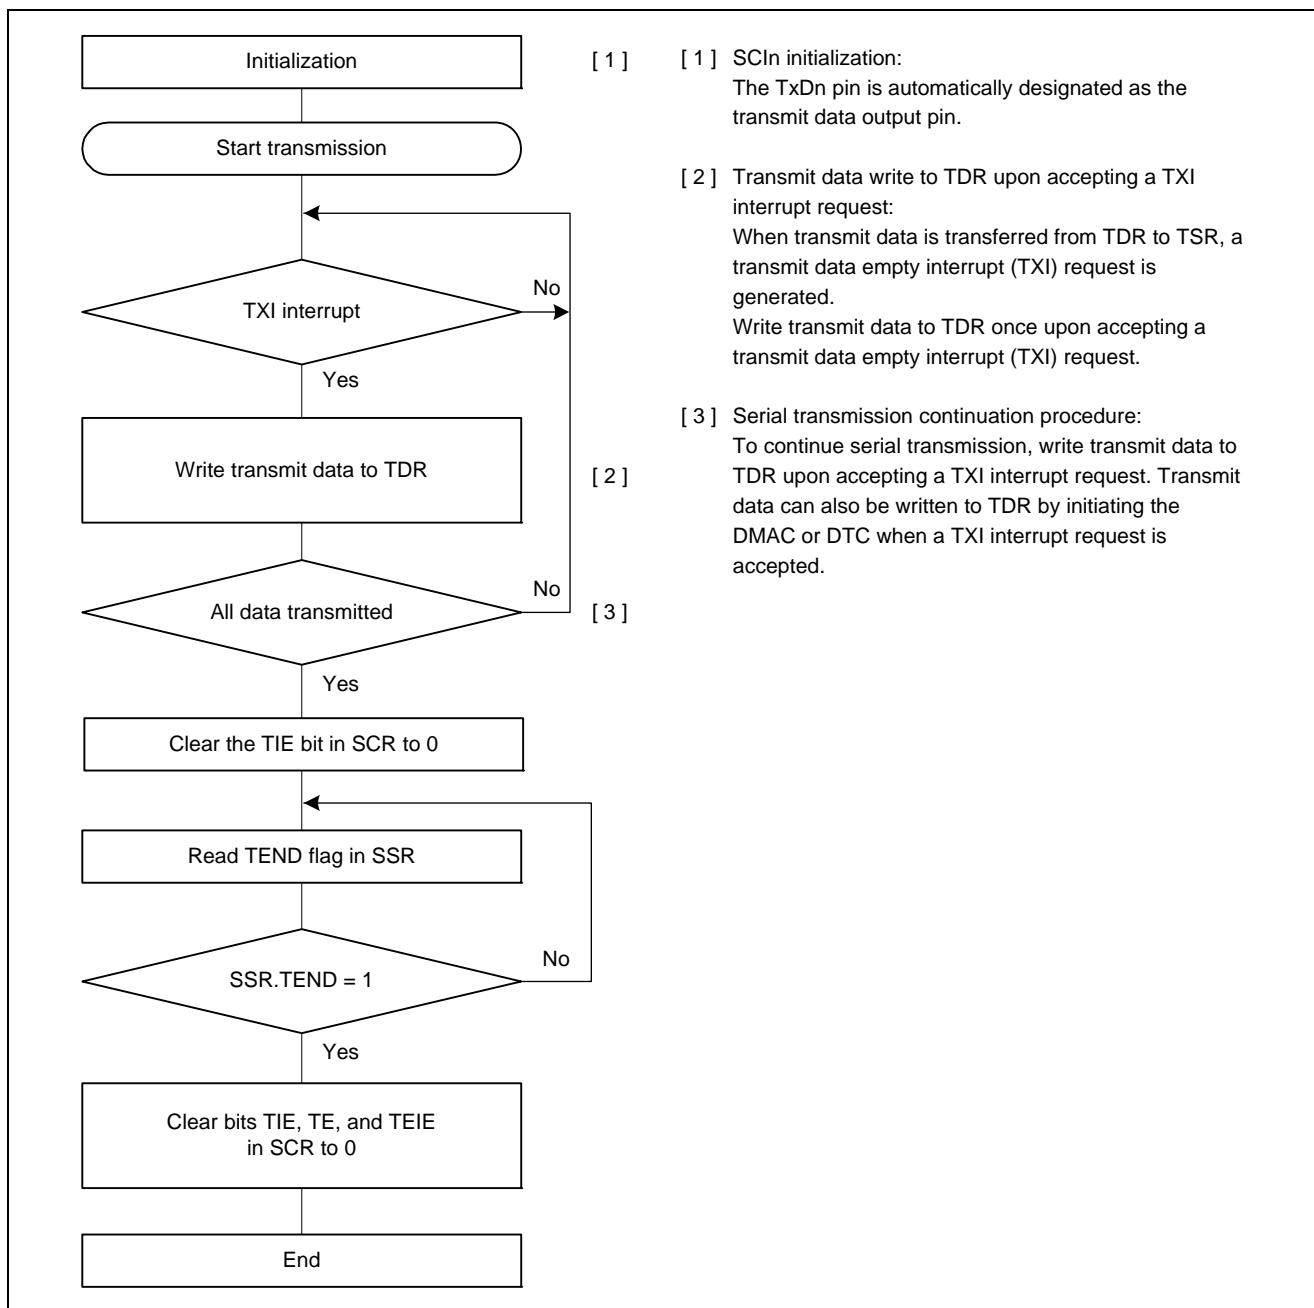 Initialization
[ 1 ]
Start transmission
TXI interrupt
No
Yes
Write transmit data to TDR
[ 2 ]
All data transmitted
No
[ 3 ]
Yes
Clear the TIE bit in SCR to 0
Read TEND flag in SSR
SSR.TEND = 1
No
Yes
Clear bits TIE, TE, and TEIE
in SCR to 0
End
[ 1 ] SCIn initialization:
The TxDn pin is automatically designated as the
transmit data output pin.
[ 2 ] Transmit data write to TDR upon accepting a TXI
interrupt request:
When transmit data is transferred from TDR to TSR, a
transmit data empty interrupt (TXI) request is
generated.
Write transmit data to TDR once upon accepting a
transmit data empty interrupt (TXI) request.
[ 3 ] Serial transmission continuation procedure:
To continue serial transmission, write transmit data to
TDR upon accepting a TXI interrupt request. Transmit
data can also be written to TDR by initiating the
DMAC or DTC when a TXI interrupt request is
accepted.